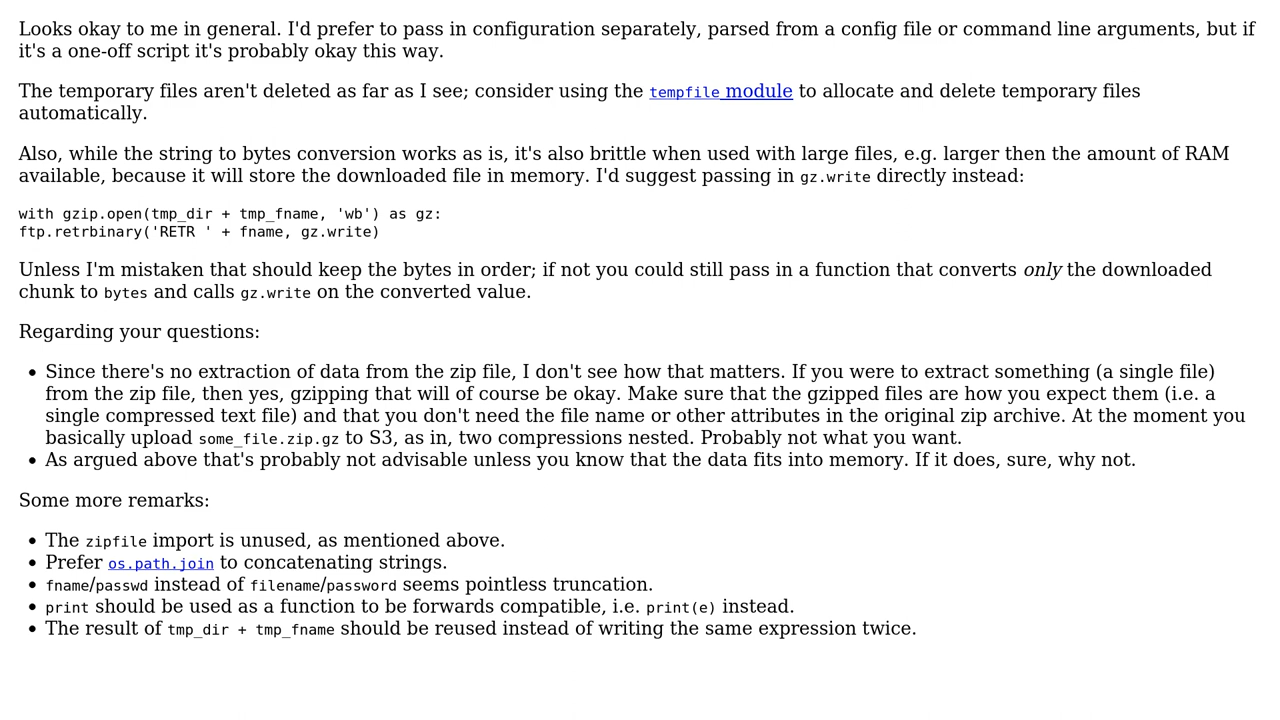 Looks okay to me in general. I'd prefer to pass in configuration separately, parsed from a config file or command line arguments, but if
it's a one-off script it's probably okay this way.
The temporary files aren't deleted as far as I see; consider using the tempfile module to allocate and delete temporary files
automatically.
Also, while the string to bytes conversion works as is, it's also brittle when used with large files, e.g. larger then the amount of RAM
available, because it will store the downloaded file in memory. I'd suggest passing in gz.write directly instead:
with gzip.open(tmp_dir + tmp_fname, 'wb') as gz:
ftp.retrbinary('RETR ' + fname, gz.write)
Unless I'm mistaken that should keep the bytes in order; if not you could still pass in a function that converts only the downloaded
chunk to bytes and calls gz.write on the converted value.
Regarding your questions:
• Since there's no extraction of data from the zip file, I don't see how that matters. If you were to extract something (a single file)
from the zip file, then yes, gzipping that will of course be okay. Make sure that the gzipped files are how you expect them (i.e. a
single compressed text file) and that you don't need the file name or other attributes in the original zip archive. At the moment you
basically upload some_file.zip.gz to S3, as in, two compressions nested. Probably not what you want.
• As argued above that's probably not advisable unless you know that the data fits into memory. If it does, sure, why not.
Some more remarks:
• The zipfile import is unused, as mentioned above.
• Prefer os.path.join to concatenating strings.
• fname/passwd instead of filename/password seems pointless truncation.
• print should be used as a function to be forwards compatible, i.e. print(e) instead.
• The result of tmp_dir + tmp_fname should be reused instead of writing the same expression twice.